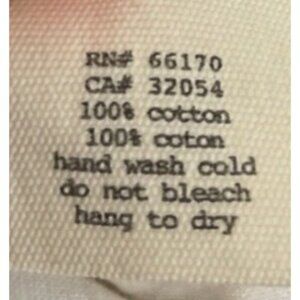 RN# 66170
CA# 32054
100% cotton
100% coton
hand wash cold
do not bleach
hang to dry